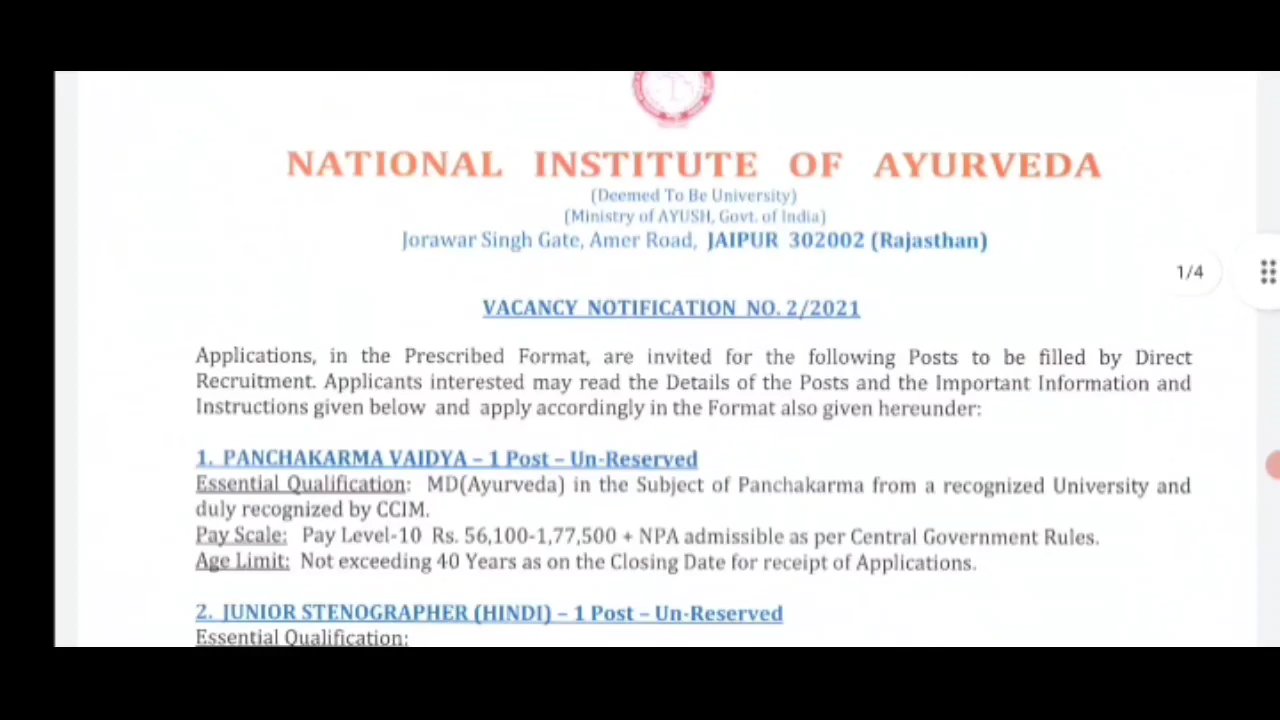 NATIONAL INSTITUTE OF AYURVEDA
(Deemed To Be University)
(Ministry of AYUSH, Govt. of India)
Jorawar Singh Gate, Amer Road, JAIPUR 302002 (Rajasthan)
1/4
VACANCY NOTIFICATION NO. 2/2021
Applications, in the Prescribed Format, are invited for the following Posts to be filled by Direct
Recruitment. Applicants interested may read the Details of the Posts and the Important Information and
Instructions given below and apply accordingly in the Format also given hereunder:
1. PANCHAKARMA VAIDYA – 1 Post – Un-Reserved
Essential Qualification: MD(Ayurveda) in the Subject of Panchakarma from a recognized University and
duly recognized by CCIM.
Pay Scale: Pay Level-10 Rs. 56,100-1,77,500 + NPA admissible as per Central Government Rules.
Age Limit: Not exceeding 40 Years as on the Closing Date for receipt of Applications.
2. JUNIOR STENOGRAPHER (HINDI) – 1 Post – Un-Reserved
Essential Qualification: